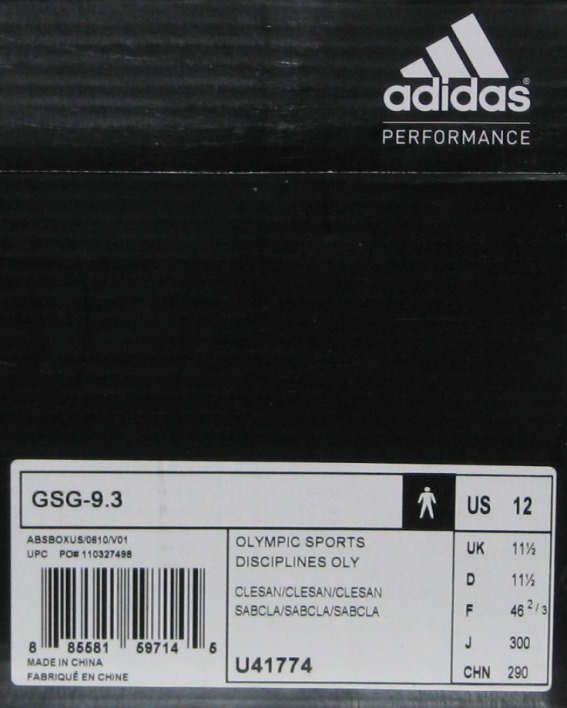 adidas®
PERFORMANCE
GSG-9.3
US 12
ABSBOXUS/0610/V01
UPC PO# 110327498
8 85581 59714 5
MADE IN CHINA
FABRIQUÉ EN CHINE
OLYMPIC SPORTS
DISCIPLINES OLY
CLESAN/CLESAN/CLESAN
SABCLA/SABCLA/SABCLA
U41774
UK 11½
D 11½
F 46 2/3
J 300
CHN 290